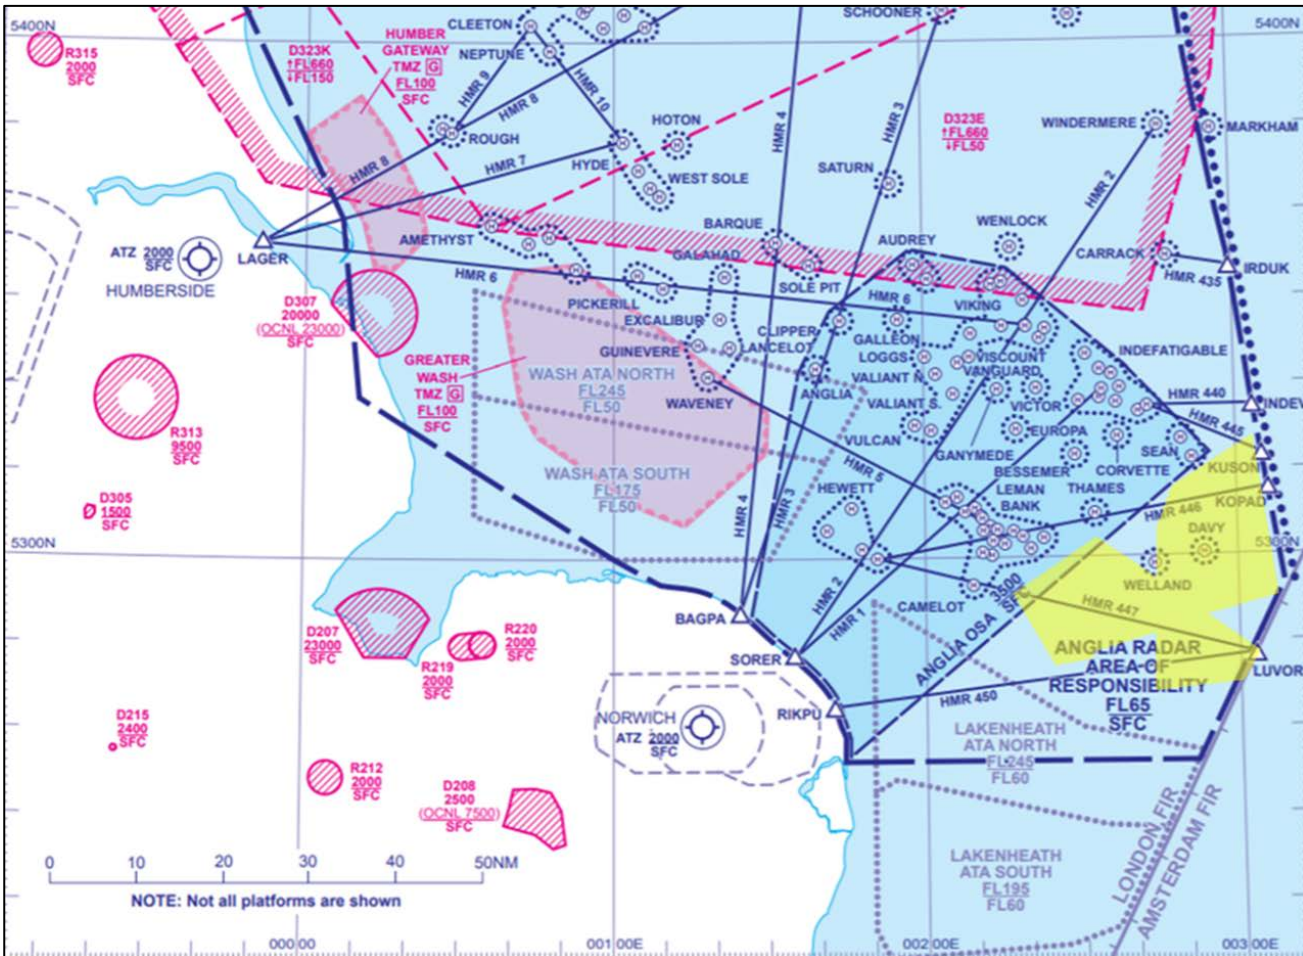 5400N
5400N
R315
2000
SFC
D323K
↑FL660
↓FL150
HUMBER
GATEWAY
TMZ G
FL100
SFC
CLEETON
NEPTUNE
SCHOONER
HMR 9
HMR 8
HMR 10
HMR 4
HMR 3
D323E
↑FL660
↓FL50
WINDERMERE
MARKHAM
ROUGH
HOTON
HYDE
WEST SOLE
HMR 8
HMR 7
SATURN
HMR 2
ATZ 2000
SFC
HUMBERSIDE
LAGER
AMETHYST
BARQUE
AUDREY
WENLOCK
CARRACK
IRDUK
HMR 435
GALAHAD
SOLE PIT
HMR 6
PICKERILL
HMR 6
VIKING
D307
20000
(OCNL 23000)
SFC
EXCALIBUR
CLIPPER
LANCELOT
GALLEON
LOGGS
VISCOUNT
VANGUARD
INDEFATIGABLE
GUINEVERE
GREATER
WASH
TMZ G
FL100
SFC
WASH ATA NORTH
FL245
FL50
WAVENEY
ANGLIA
VALIANT N.
VALIANT S.
VICTOR
HMR 440
INDEV
HMR 445
R313
9500
SFC
VULCAN
GANYMEDE
EUROPA
BESSEMER
CORVETTE
SEAN
KUSON
WASH ATA SOUTH
FL175
FL50
HMR 5
HEWETT
LEMAN
BANK
THAMES
KOPAD
HMR 446
D305
1500
SFC
HMR 4
HMR 3
DAVY
5300N
5300N
WELLAND
HMR 2
HMR 1
CAMELOT
3500
SFC
HMR 447
ANGLIA OSA
BAGPA
D207
23000
SFC
R220
2000
SFC
R219
2000
SFC
SORER
ANGLIA RADAR
AREA OF
RESPONSIBILITY
FL65
SFC
LUVOR
HMR 450
RIKPU
NORWICH
ATZ 2000
SFC
D215
2400
SFC
LAKENHEATH
ATA NORTH
FL245
FL60
R212
2000
SFC
D208
2500
(OCNL 7500)
SFC
LONDON FIR
AMSTERDAM FIR
LAKENHEATH
ATA SOUTH
FL195
FL60
0 10 20 30 40 50NM
NOTE: Not all platforms are shown
000 00E
001 00E
002 00E
003 00E